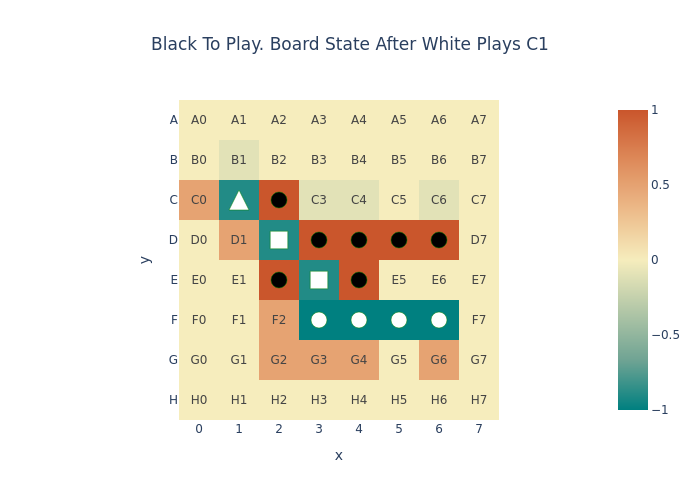 Black To Play. Board State After White Plays C1
A A0 A1 A2 A3 A4 A5 A6 A7
B B0 B1 B2 B3 B4 B5 B6 B7
C C0 C3 C4 C5 C6 C7
D D0 D1 D7
E E0 E1 E5 E6 E7
F F0 F1 F2 F7
G G0 G1 G2 G3 G4 G5 G6 G7
H H0 H1 H2 H3 H4 H5 H6 H7
0 1 2 3 4 5 6 7
x
y
1
0.5
0
−0.5
−1